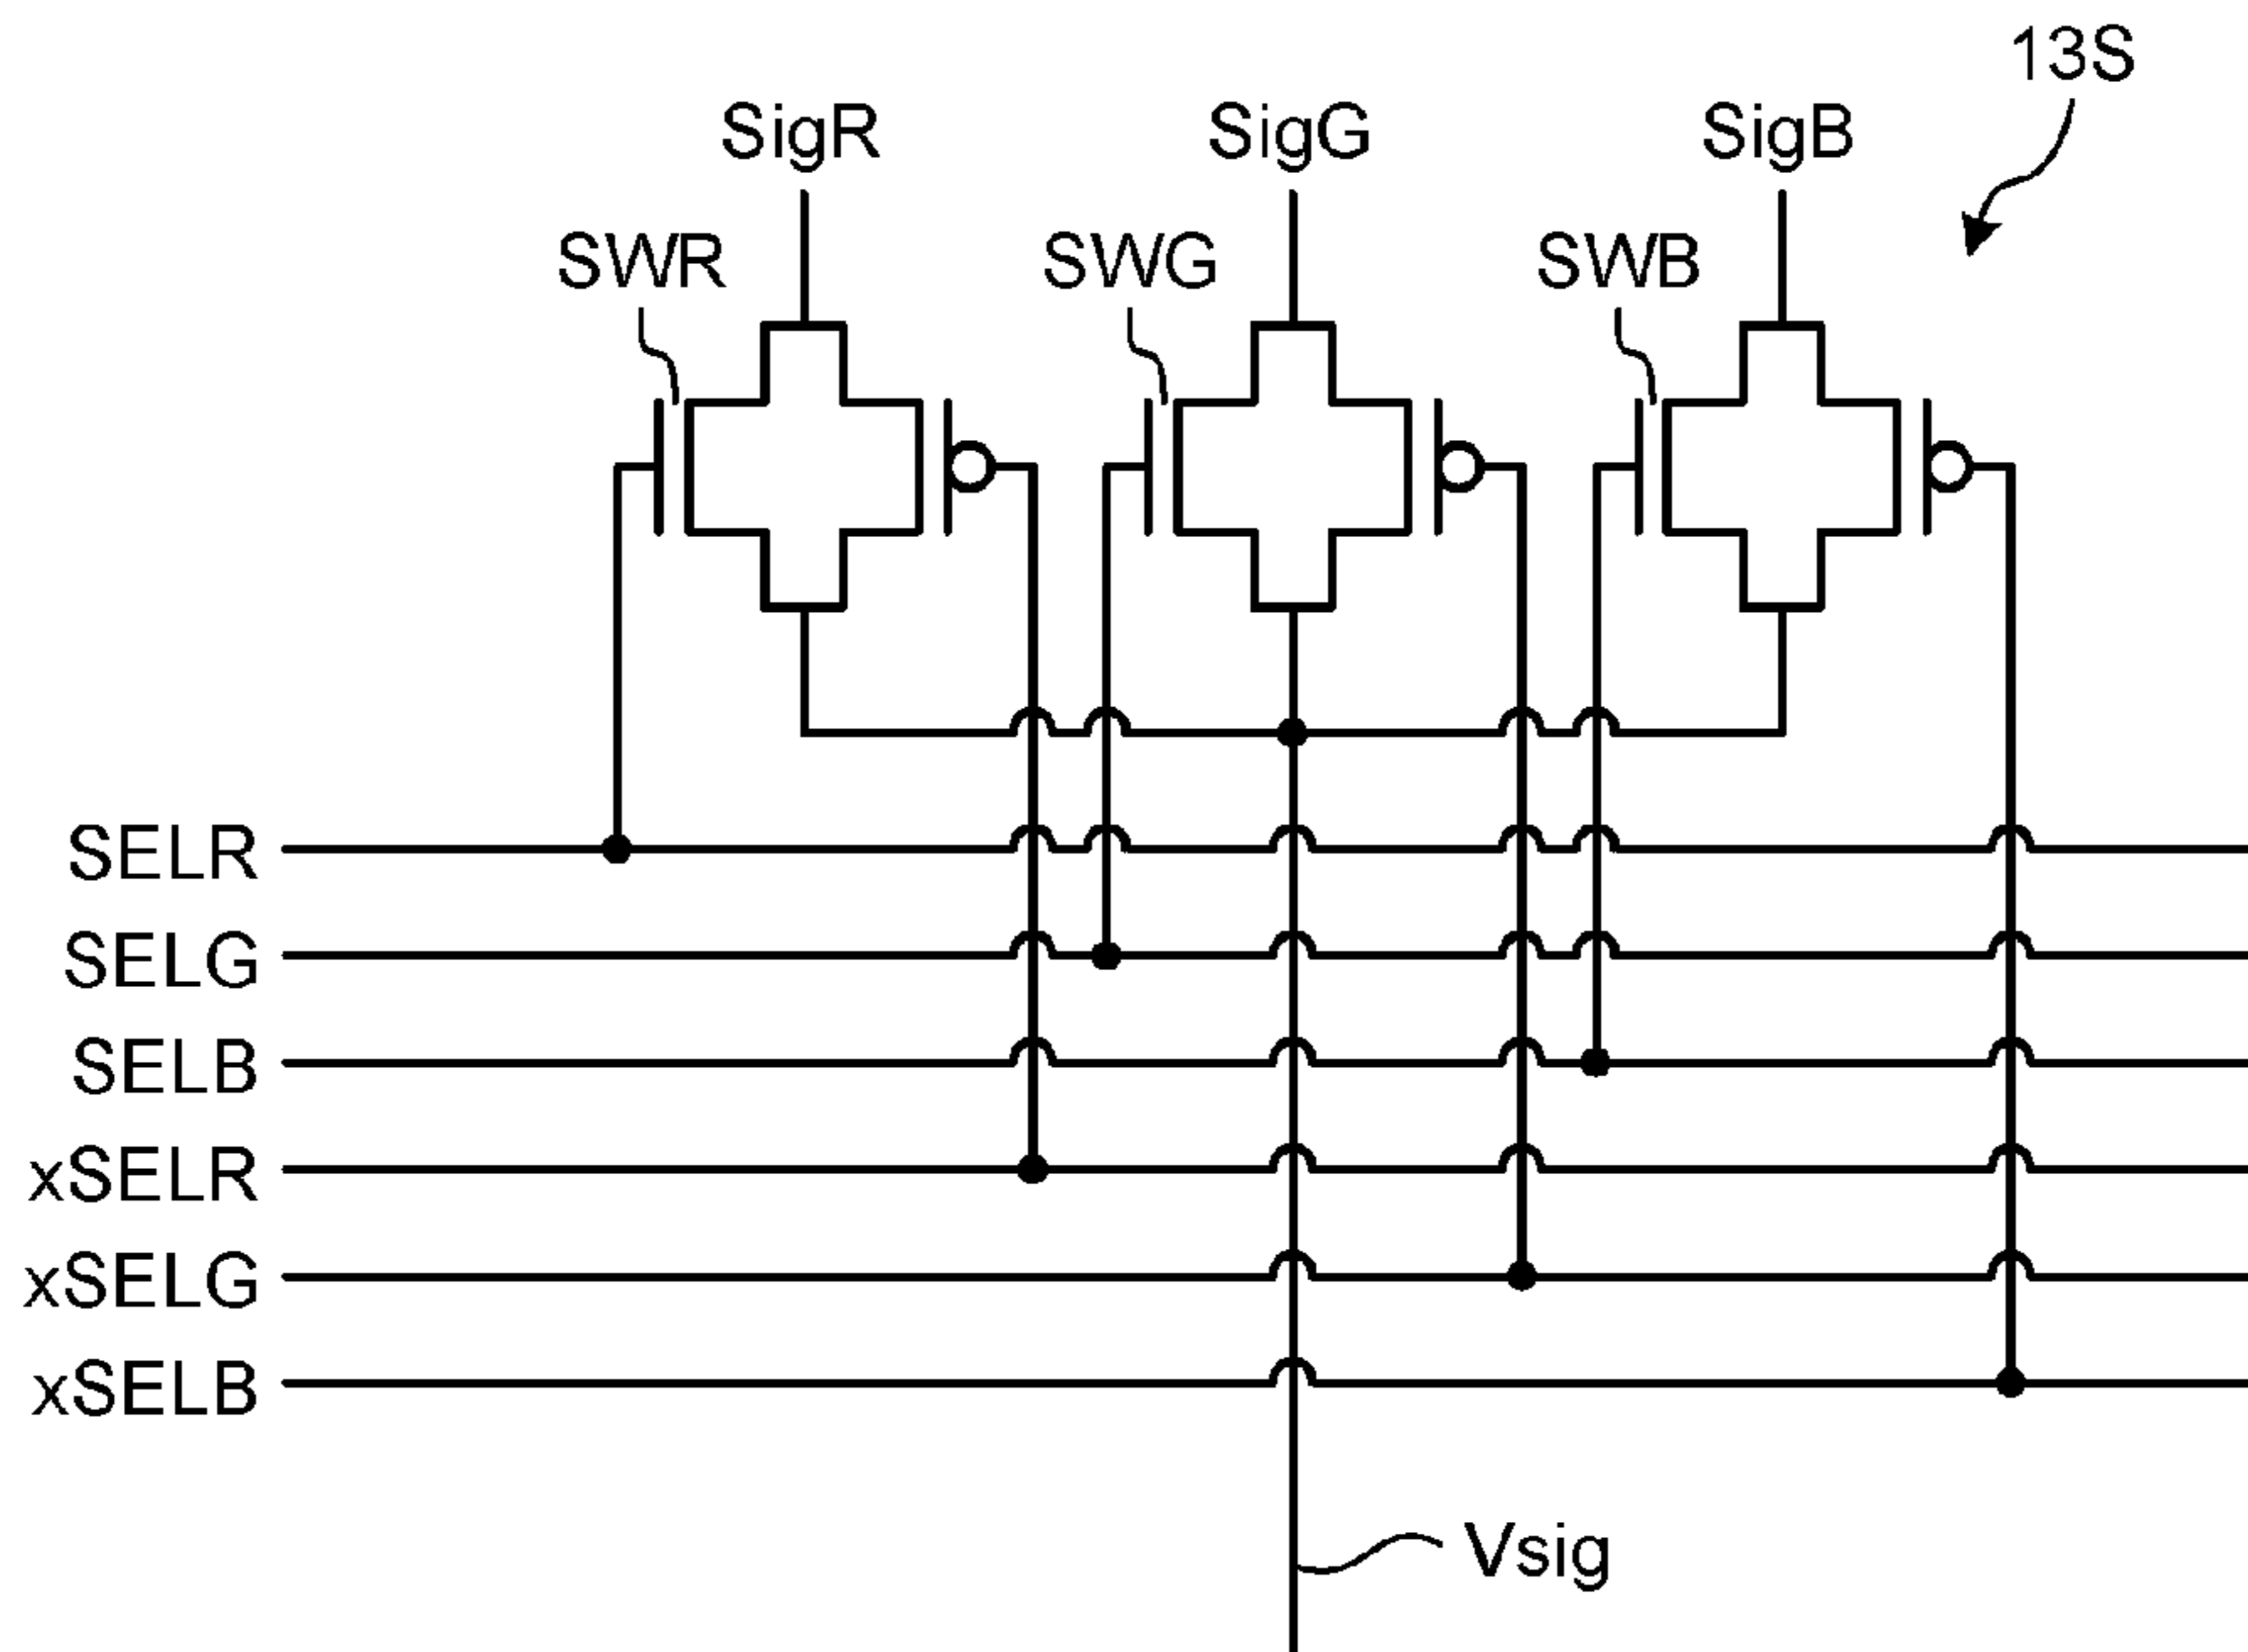 13S
SigR
SigG
SigB
SWR
SWG
SWB
SELR
SELG
SELB
xSELR
xSELG
xSELB
Vsig